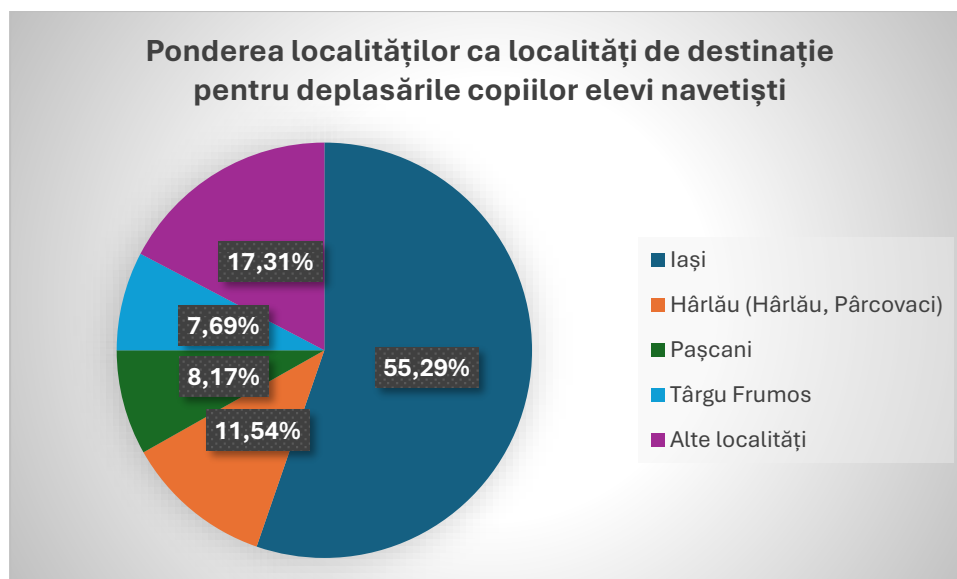 Ponderea localităților ca localități de destinație
pentru deplasările copiilor elevi navetiști
17,31%
7,69%
8,17%
11,54%
55,29%
Iași
Hârlău (Hârlău, Pârcovaci)
Pașcani
Târgu Frumos
Alte localități